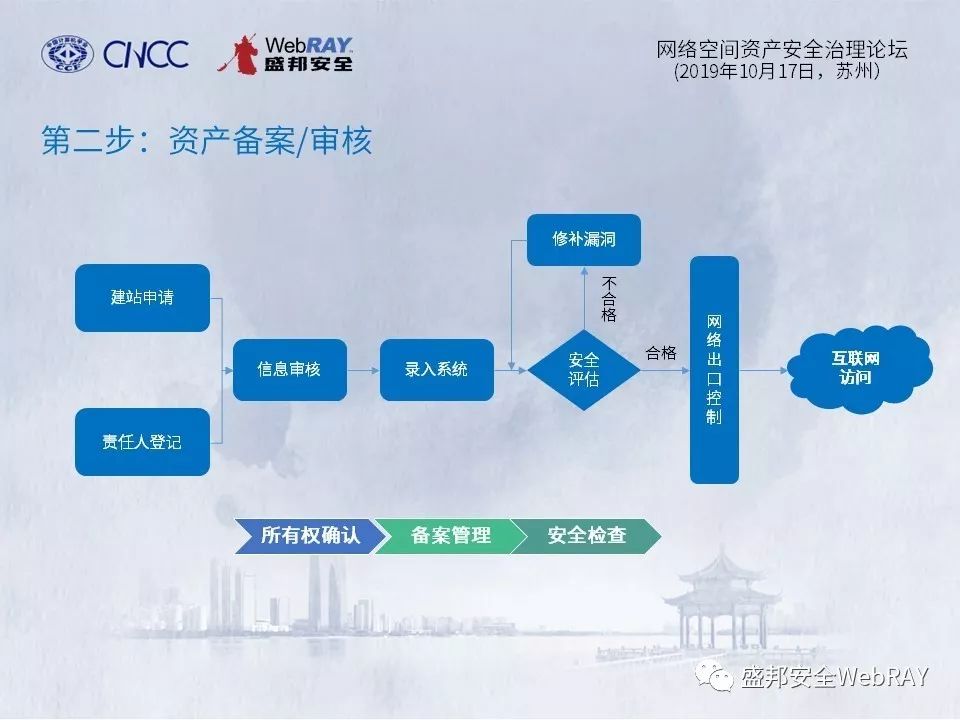 CCF
CNCC
WebRAY
盛邦安全
网络空间资产安全治理论坛
(2019年10月17日，苏州)
第二步：资产备案/审核
修补漏洞
建站申请
不合格
网络出口控制
信息审核
录入系统
安全
评估
合格
互联网
访问
责任人登记
所有权确认
备案管理
安全检查
盛邦安全WebRAY